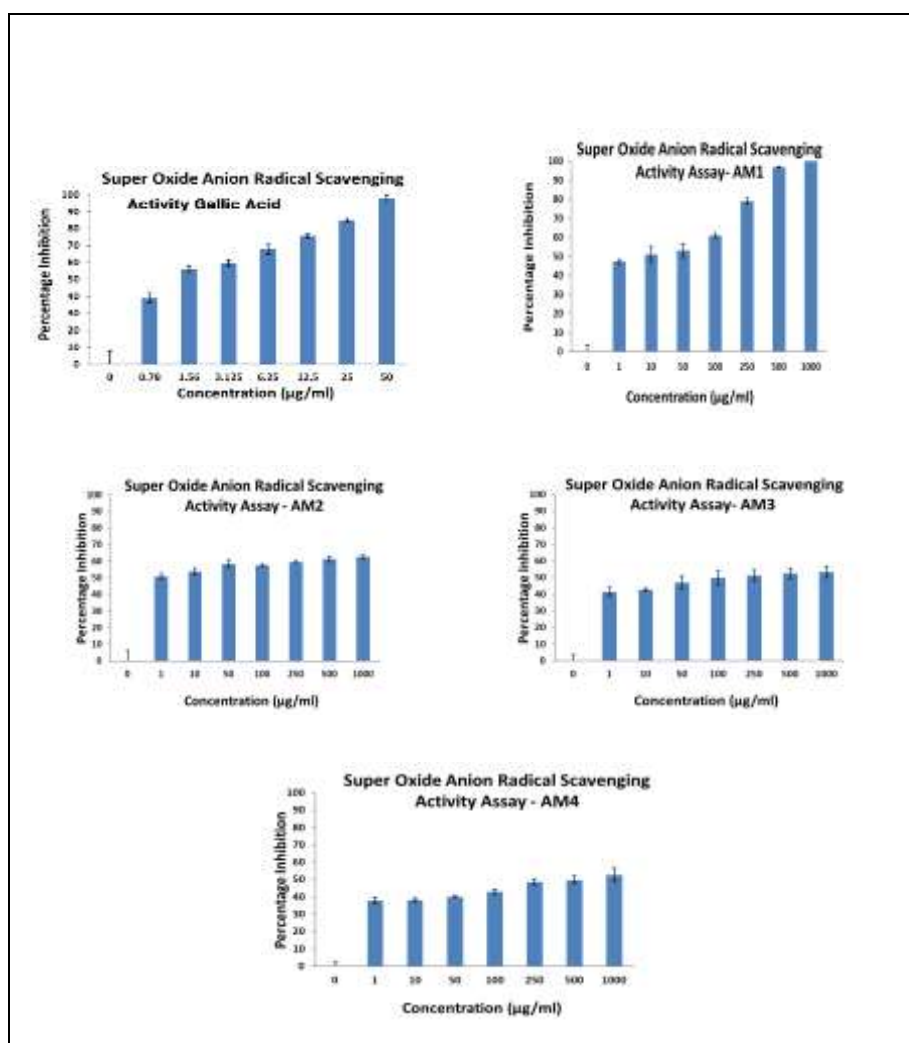 Super Oxide Anion Radical Scavenging
Activity Gallic Acid
Percentage Inhibition
100
90
80
70
60
50
40
30
20
10
0
0 0.78 1.56 3.125 6.25 12.5 25 50
Concentration (µg/ml)
Super Oxide Anion Radical Scavenging
Activity Assay- AM1
Percentage Inhibition
100
90
80
70
60
50
40
30
20
10
0
0 1 10 50 100 250 500 1000
Concentration (µg/ml)
Super Oxide Anion Radical Scavenging
Activity Assay - AM2
Percentage Inhibition
100
90
80
70
60
50
40
30
20
10
0
0 1 10 50 100 250 500 1000
Concentration (µg/ml)
Super Oxide Anion Radical Scavenging
Activity Assay- AM3
Percentage Inhibition
100
90
80
70
60
50
40
30
20
10
0
0 1 10 50 100 250 500 1000
Concentration (µg/ml)
Super Oxide Anion Radical Scavenging
Activity Assay - AM4
Percentage Inhibition
100
90
80
70
60
50
40
30
20
10
0
0 1 10 50 100 250 500 1000
Concentration (µg/ml)